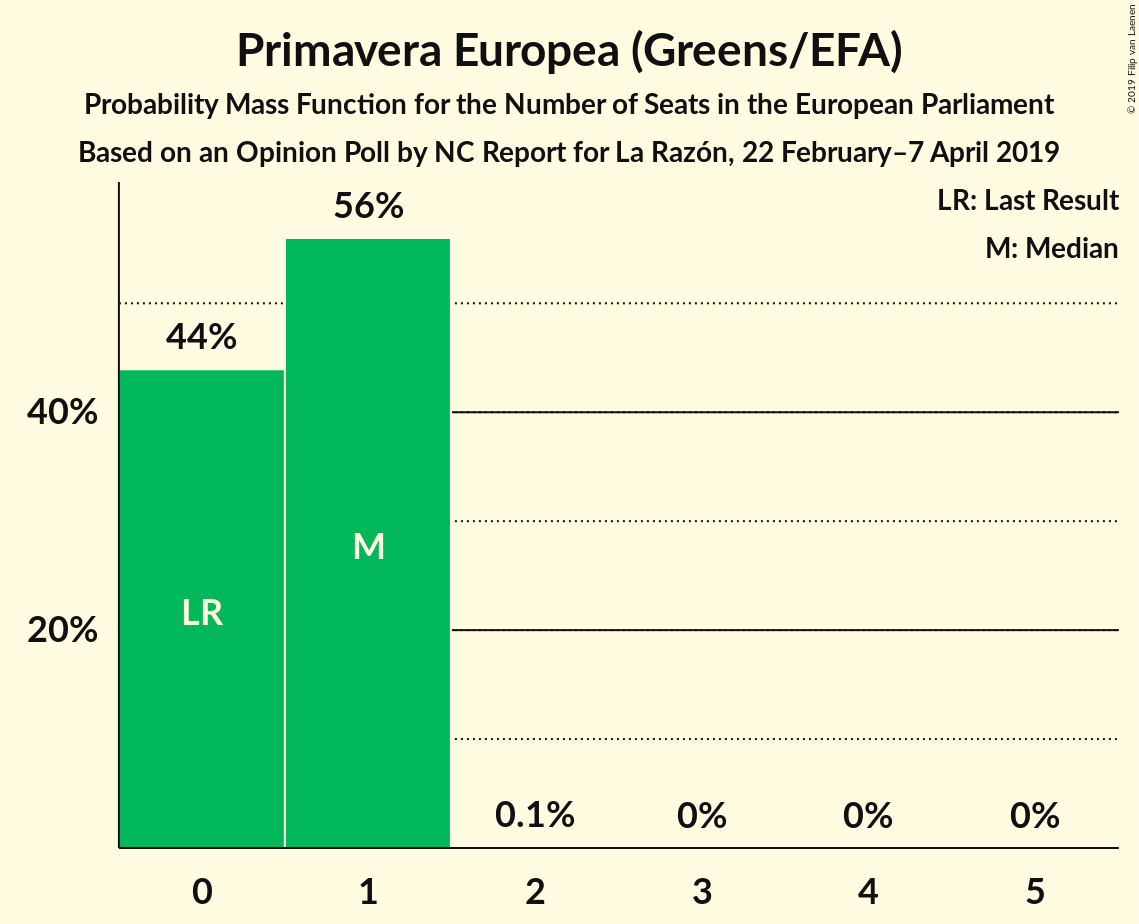 Primavera Europea (Greens/EFA)
Probability Mass Function for the Number of Seats in the European Parliament
Based on an Opinion Poll by NC Report for La Razón, 22 February–7 April 2019
© 2019 Filip van Laenen
LR: Last Result
M: Median
56%
44%
40%
M
LR
20%
0.1% 0% 0% 0%
0 1 2 3 4 5